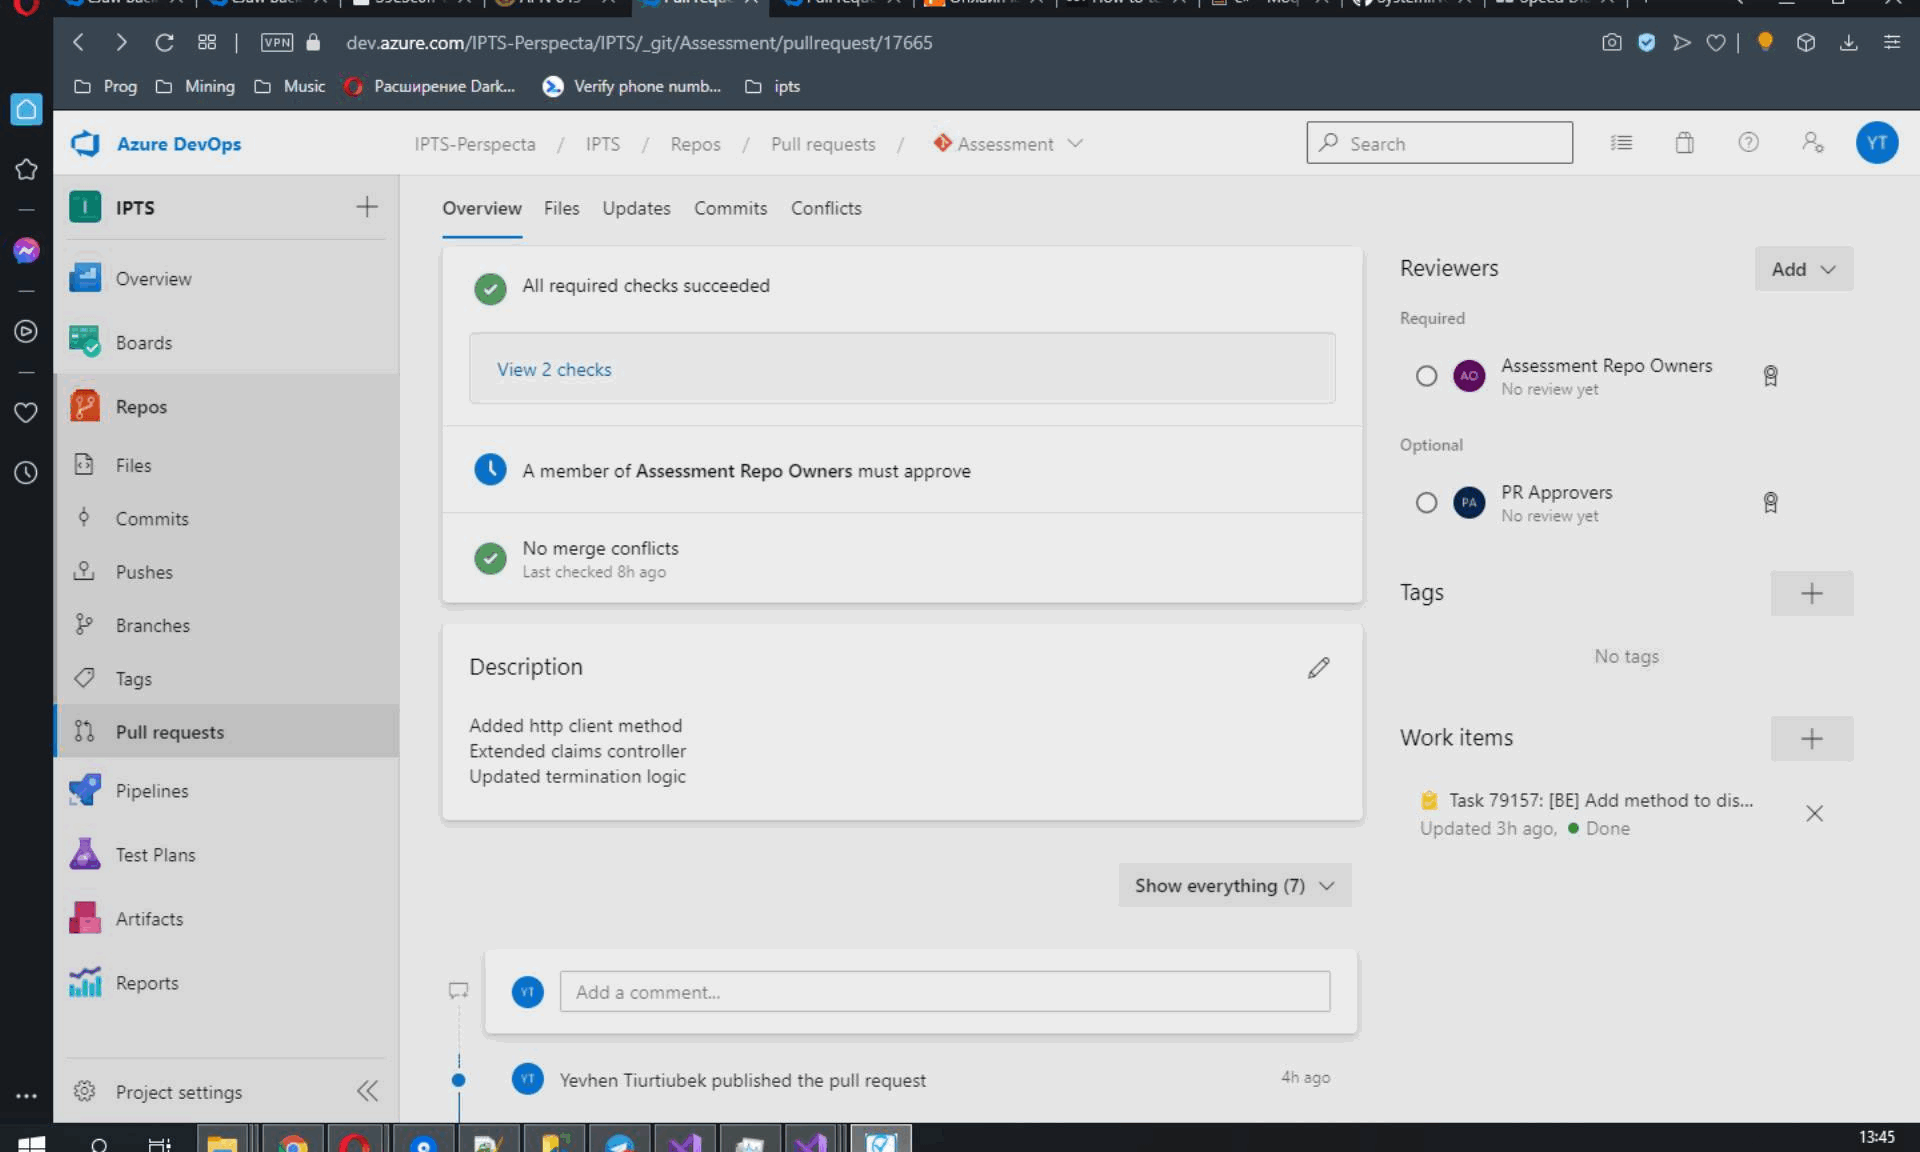 VPN
dev.azure.com/IPTS-Perspecta/IPTS/_git/Assessment/pullrequest/17665
Prog
Mining
Music
Расширение Dark...
Verify phone numb...
ipts
Azure DevOps
IPTS-Perspecta / IPTS / Repos / Pull requests / Assessment
Search
YT
I
IPTS
Overview
Boards
Repos
Files
Commits
Pushes
Branches
Tags
Pull requests
Pipelines
Test Plans
Artifacts
Reports
Project settings
Overview
Files
Updates
Commits
Conflicts
All required checks succeeded
View 2 checks
A member of Assessment Repo Owners must approve
No merge conflicts
Last checked 8h ago
Description
Added http client method
Extended claims controller
Updated termination logic
Show everything (7)
YT
Add a comment...
YT
Yevhen Tiurtiubek published the pull request
4h ago
Reviewers
Add
Required
AO
Assessment Repo Owners
No review yet
Optional
PA
PR Approvers
No review yet
Tags
No tags
Work items
Task 79157: [BE] Add method to dis...
Updated 3h ago, Done
13:45